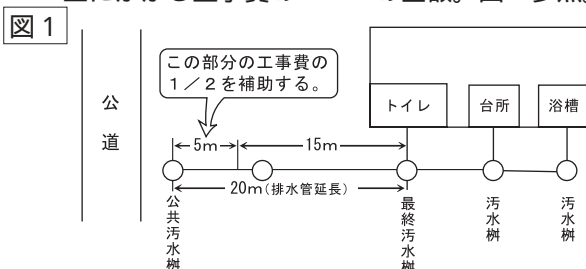 図1
この部分の工事費の
1/2を補助する。
公道
トイレ
台所
浴槽
5m
15m
20m(排水管延長)
公共汚水桝
最終汚水桝
汚水桝
汚水桝